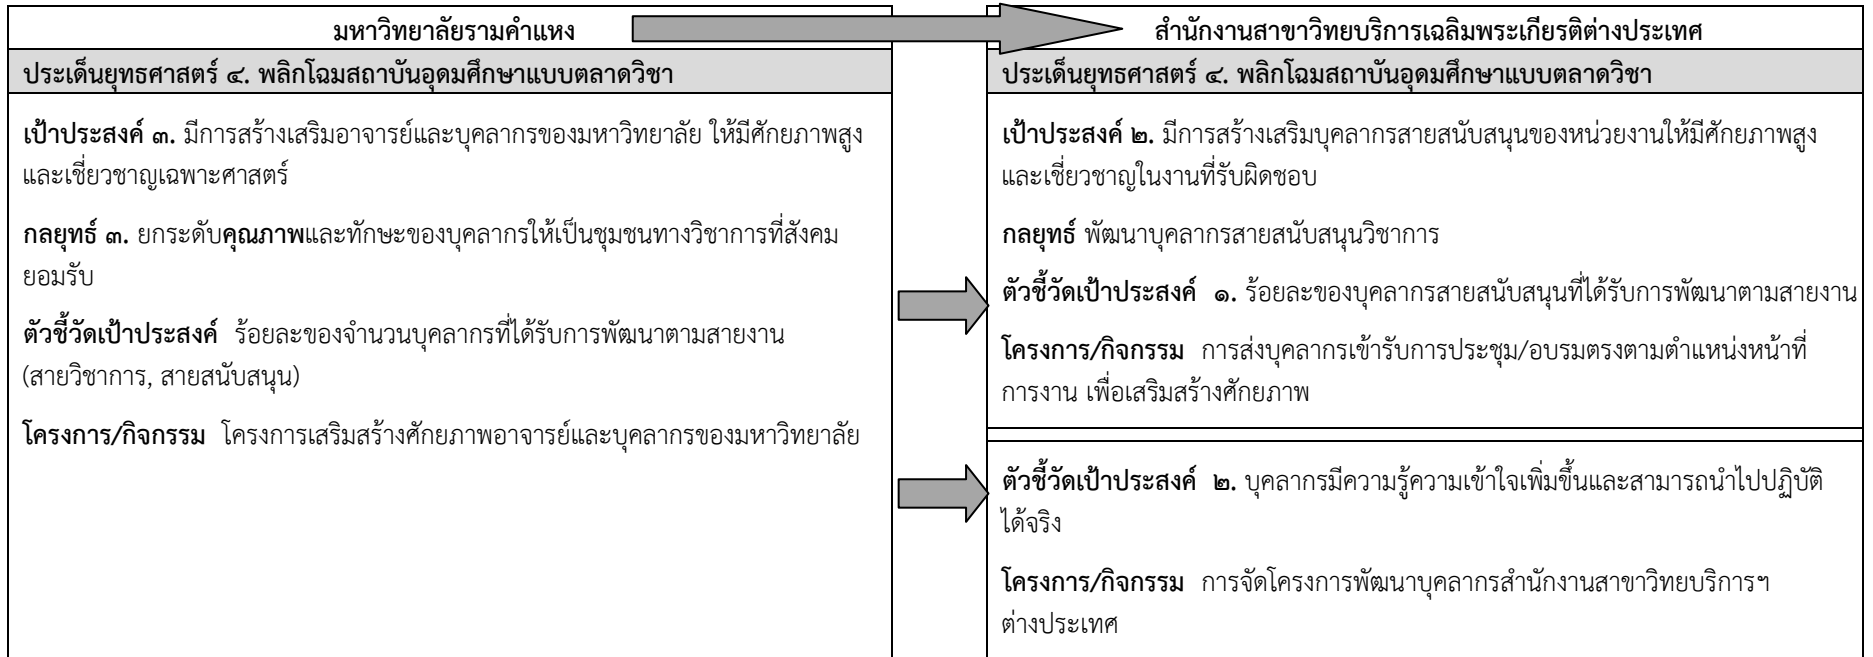 มหาวิทยาลัยรามคำแหง
ประเด็นยุทธศาสตร์ ๔. พลิกโฉมสถาบันอุดมศึกษาแบบตลาดวิชา
เป้าประสงค์ ๓. มีการสร้างเสริมอาจารย์และบุคลากรของมหาวิทยาลัย ให้มีศักยภาพสูง
และเชี่ยวชาญเฉพาะศาสตร์
กลยุทธ์ ๓. ยกระดับคุณภาพและทักษะของบุคลากรให้เป็นชุมชนทางวิชาการที่สังคม
ยอมรับ
ตัวชี้วัดเป้าประสงค์ ร้อยละของจำนวนบุคลากรที่ได้รับการพัฒนาตามสายงาน
(สายวิชาการ, สายสนับสนุน)
โครงการ/กิจกรรม โครงการเสริมสร้างศักยภาพอาจารย์และบุคลากรของมหาวิทยาลัย
สำนักงานสาขาวิทยบริการเฉลิมพระเกียรติต่างประเทศ
ประเด็นยุทธศาสตร์ ๔. พลิกโฉมสถาบันอุดมศึกษาแบบตลาดวิชา
เป้าประสงค์ ๒. มีการสร้างเสริมบุคลากรสายสนับสนุนของหน่วยงานให้มีศักยภาพสูง
และเชี่ยวชาญในงานที่รับผิดชอบ
กลยุทธ์ พัฒนาบุคลากรสายสนับสนุนวิชาการ
ตัวชี้วัดเป้าประสงค์ ๑. ร้อยละของบุคลากรสายสนับสนุนที่ได้รับการพัฒนาตามสายงาน
โครงการ/กิจกรรม การส่งบุคลากรเข้ารับการประชุม/อบรมตรงตามตำแหน่งหน้าที่
การงาน เพื่อเสริมสร้างศักยภาพ
ตัวชี้วัดเป้าประสงค์ ๒. บุคลากรมีความรู้ความเข้าใจเพิ่มขึ้นและสามารถนำไปปฏิบัติ
ได้จริง
โครงการ/กิจกรรม การจัดโครงการพัฒนาบุคลากรสำนักงานสาขาวิทยบริการฯ
ต่างประเทศ